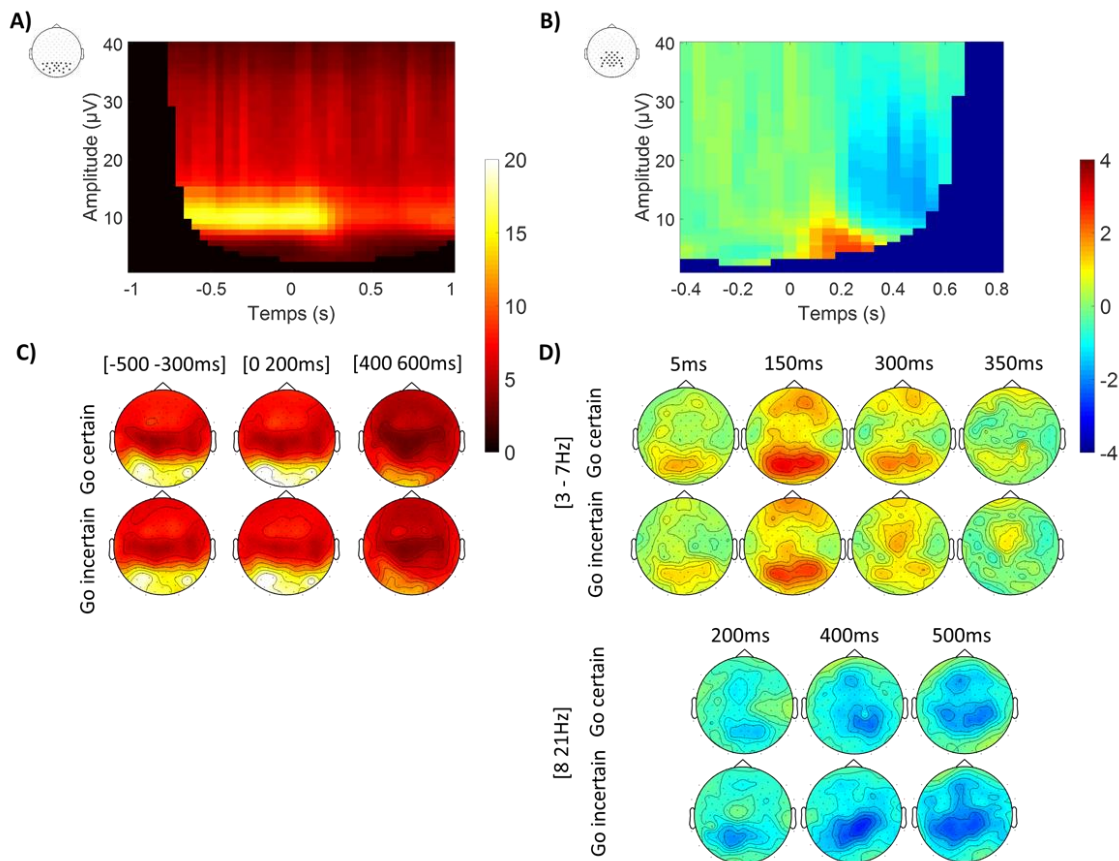 A)
40
30
20
10
Amplitude (µV)
-1 -0.5 0 0.5 1
Temps (s)
20
15
10
5
0
B)
40
30
20
10
Amplitude (µV)
-0.4 -0.2 0 0.2 0.4 0.6 0.8
Temps (s)
4
2
0
-2
-4
C)
[-500 -300ms] [0 200ms] [400 600ms]
Go certain
Go incertain
D)
5ms 150ms 300ms 350ms
[3 - 7Hz]
Go certain
Go incertain
200ms 400ms 500ms
[8 21Hz]
Go certain
Go incertain